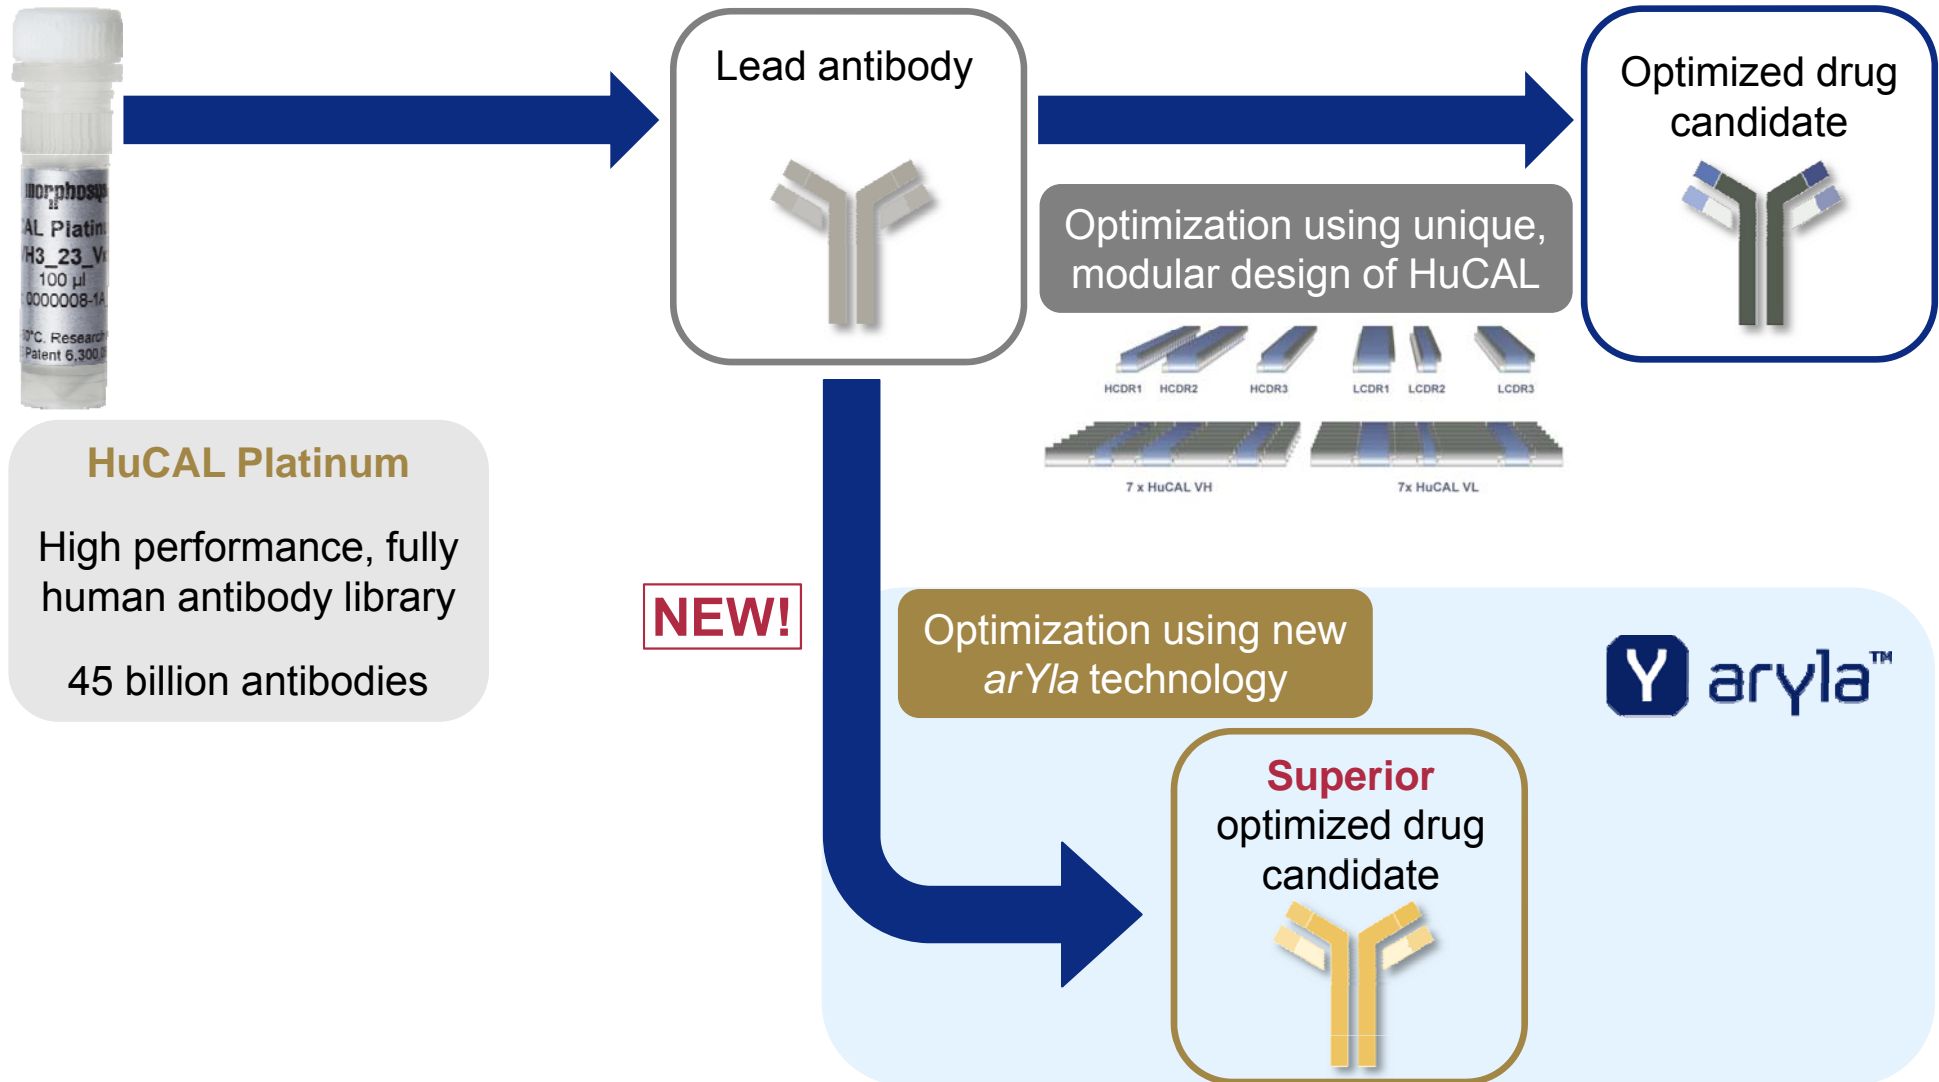 Lead antibody
Optimized drug
candidate
morphosys
Platin
H3_23_V
100 µl
0000008-1A
°C. Research
Patent 6,300,
Optimization using unique,
modular design of HuCAL
HCDR1 HCDR2 HCDR3 LCDR1 LCDR2 LCDR3
7 x HuCAL VH 7x HuCAL VL
HuCAL Platinum
High performance, fully
human antibody library
45 billion antibodies
NEW!
Optimization using new
arYla technology
Y aryla™
Superior
optimized drug
candidate